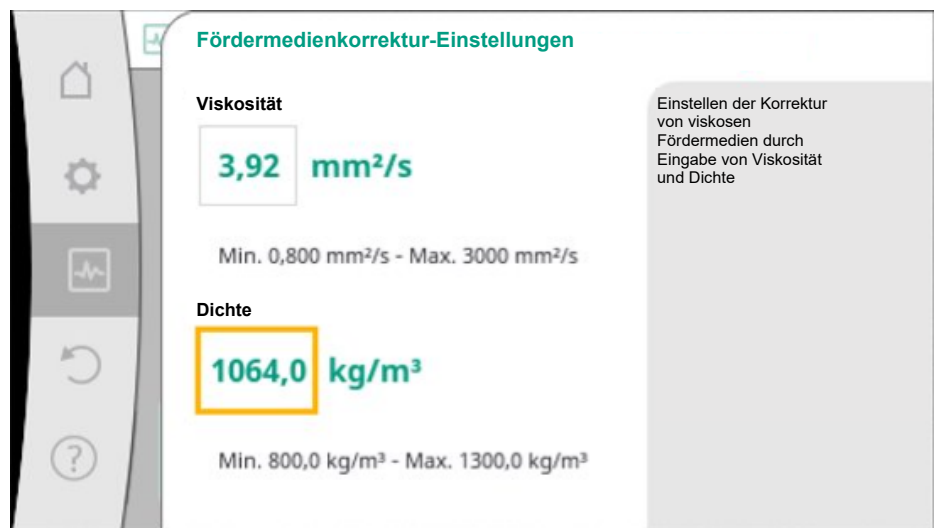 Fördermedienkorrektur-Einstellungen
Viskosität
3,92 mm²/s
Min. 0,800 mm²/s - Max. 3000 mm²/s
Dichte
1064,0 kg/m³
Min. 800,0 kg/m³ - Max. 1300,0 kg/m³
Einstellen der Korrektur
von viskosen
Fördermedien durch
Eingabe von Viskosität
und Dichte
?